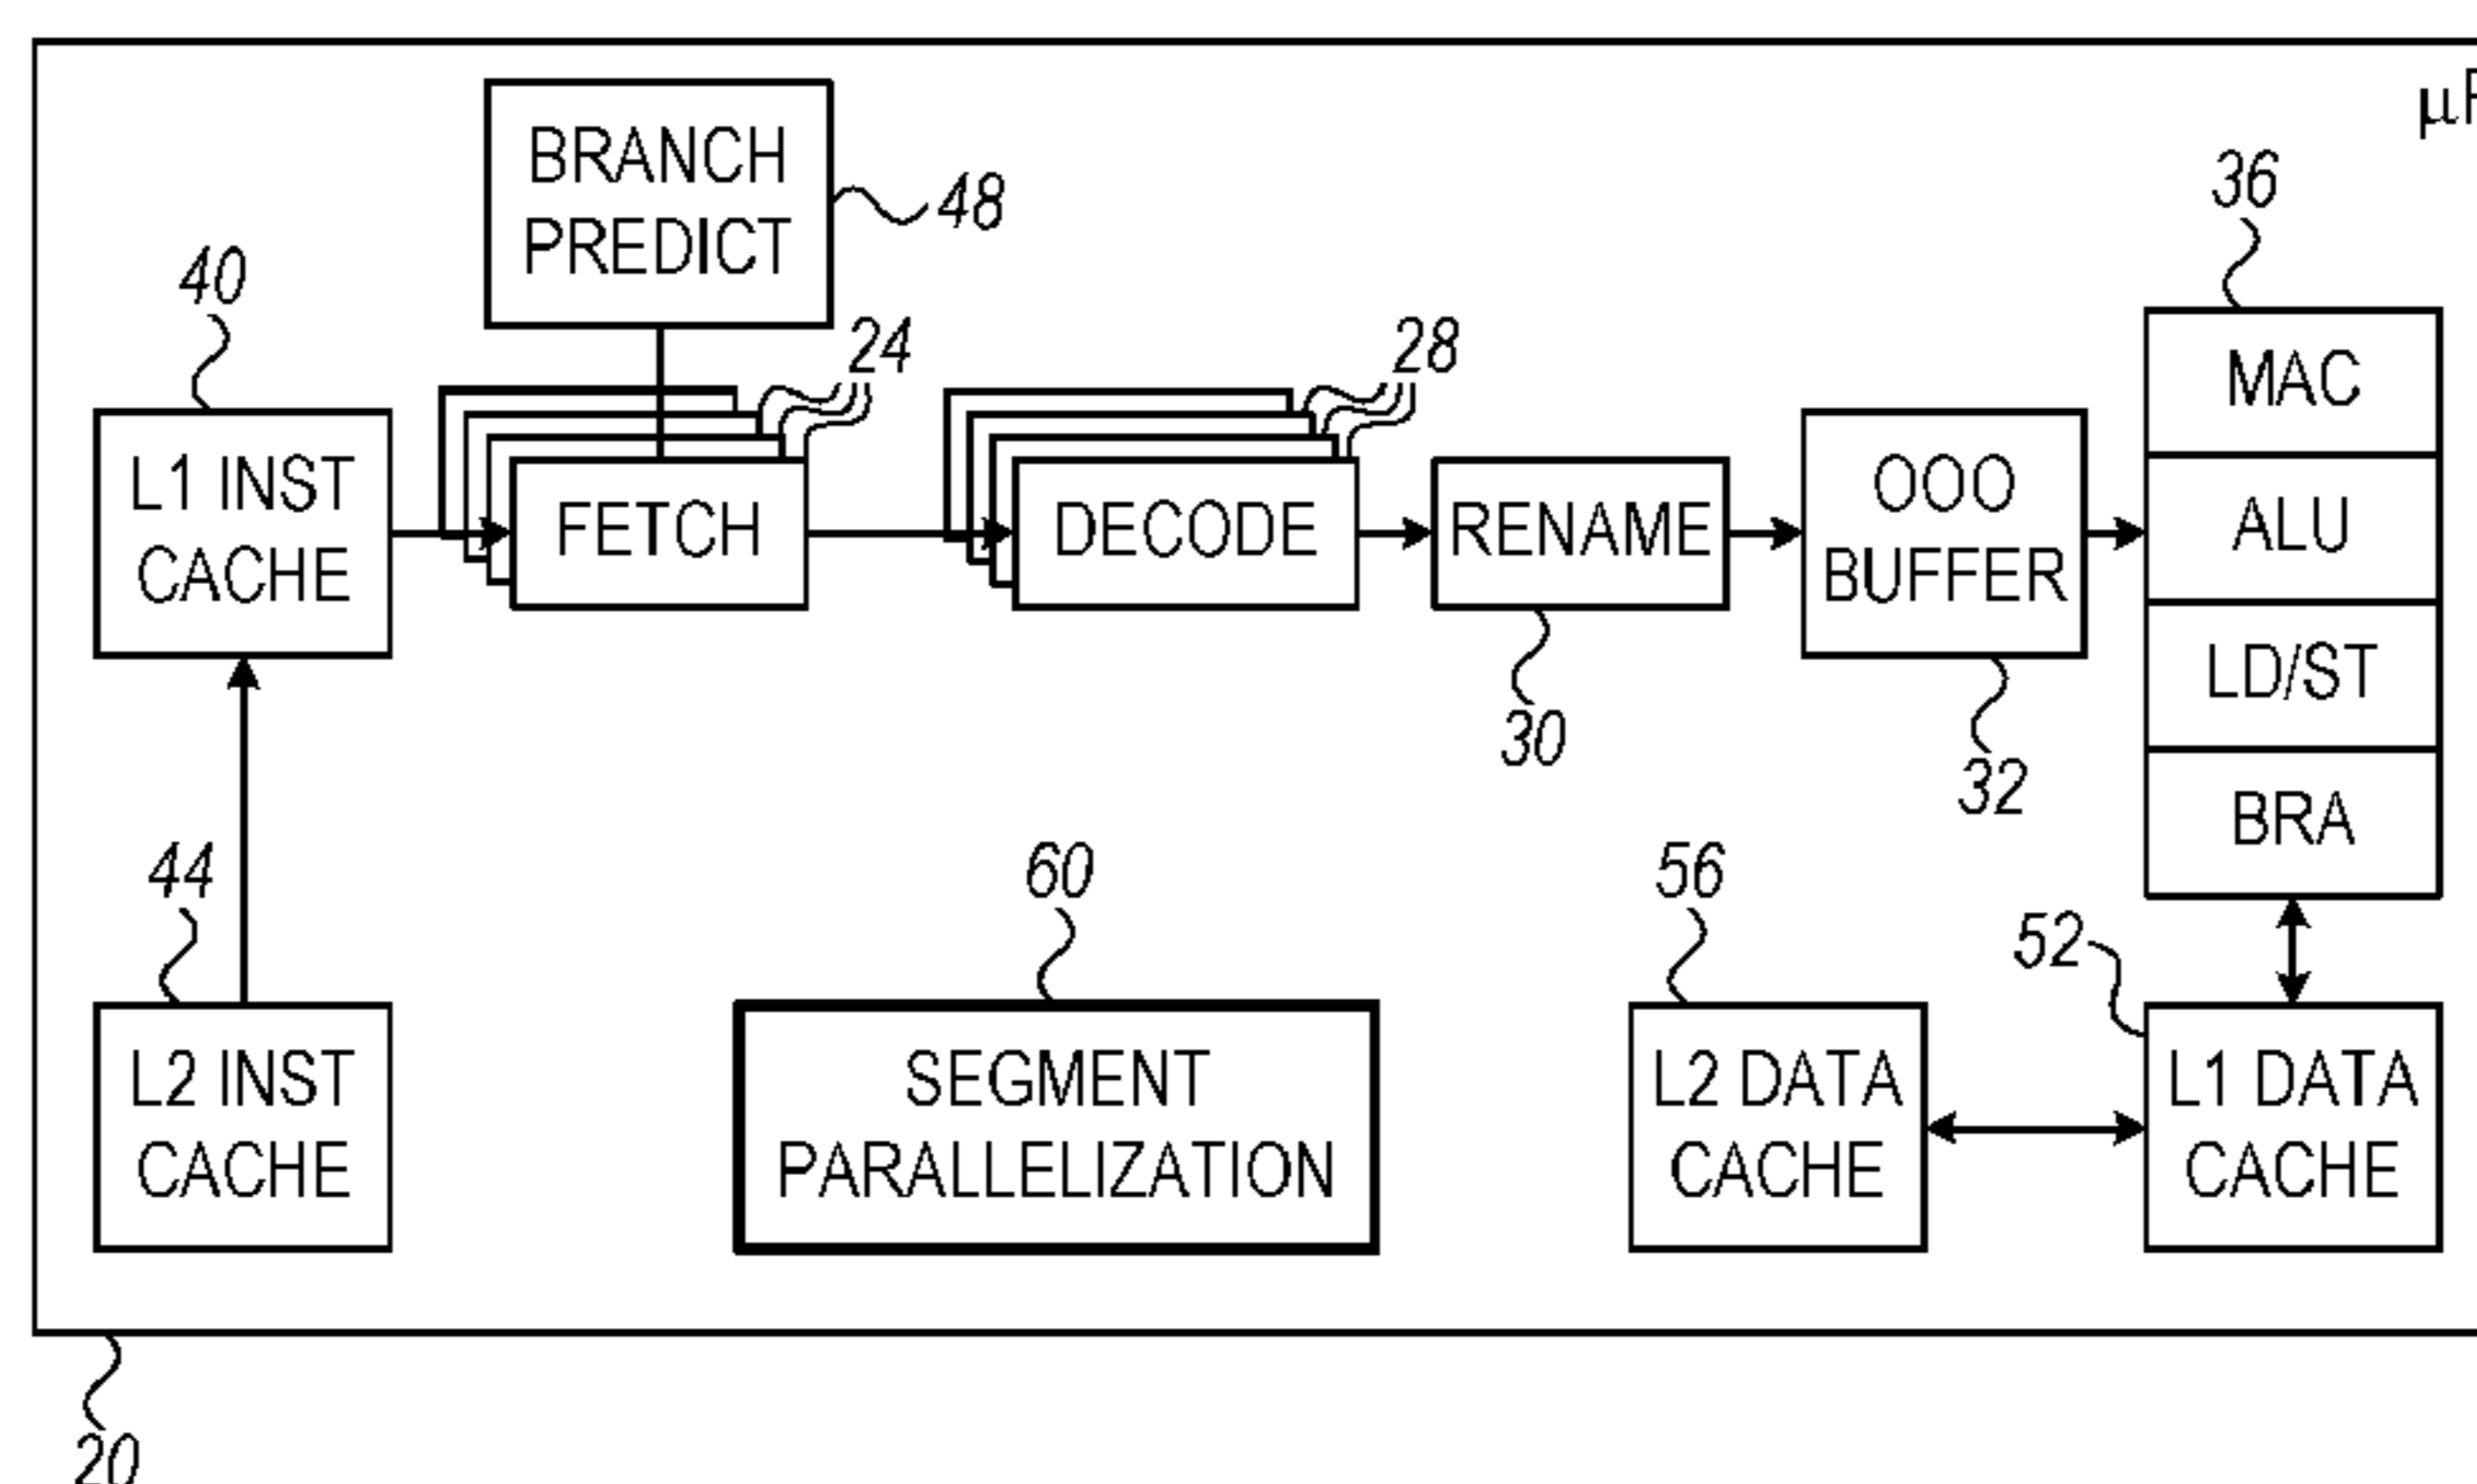 µP
BRANCH
PREDICT
48
36
40
24
28
MAC
L1 INST
CACHE
FETCH
DECODE
RENAME
OOO
BUFFER
ALU
LD/ST
BRA
30
32
44
60
56
52
L2 INST
CACHE
SEGMENT
PARALLELIZATION
L2 DATA
CACHE
L1 DATA
CACHE
20